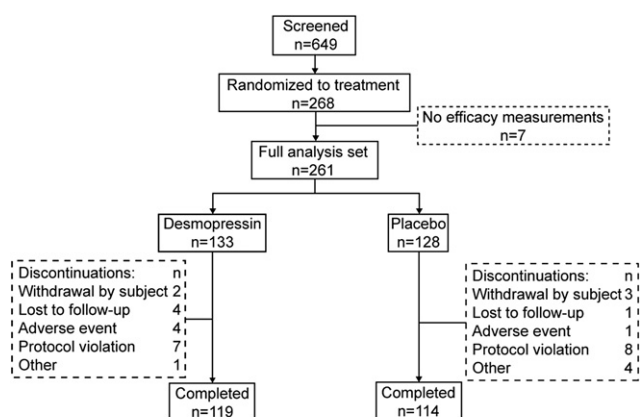 Screened
n=649
Randomized to treatment
n=268
No efficacy measurements
n=7
Full analysis set
n=261
Desmopressin
n=133
Placebo
n=128
Discontinuations: n
Withdrawal by subject 2
Lost to follow-up 4
Adverse event 4
Protocol violation 7
Other 1
Discontinuations: n
Withdrawal by subject 3
Lost to follow-up 1
Adverse event 1
Protocol violation 8
Other 4
Completed
n=119
Completed
n=114